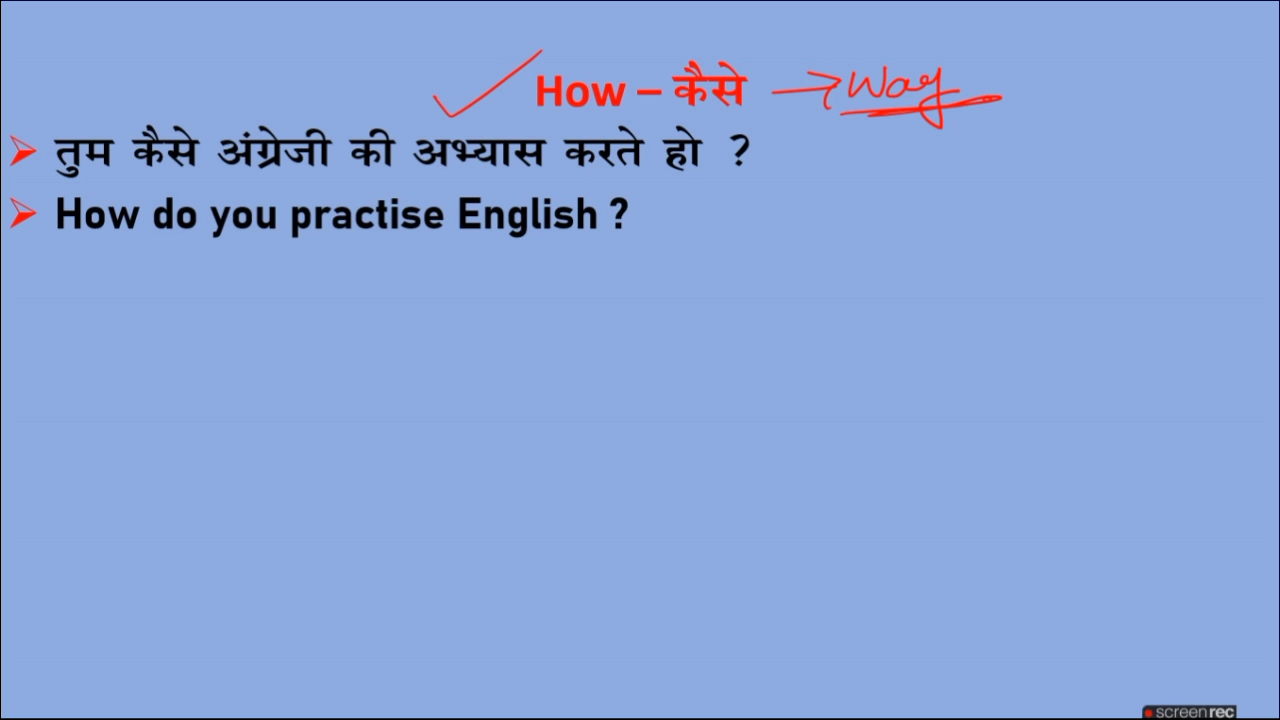 How – कैसे → Way
तुम कैसे अंग्रेजी की अभ्यास करते हो ?
How do you practise English ?
screenrec